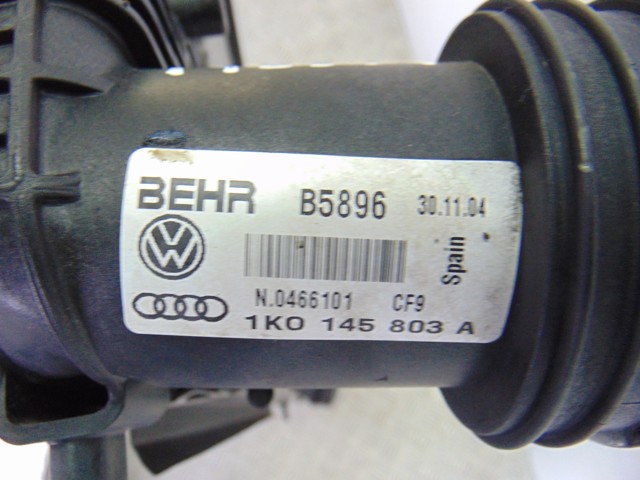 BEHR B5896 30.11.04
Spain
N.0466101 CF9
1K0 145 803 A